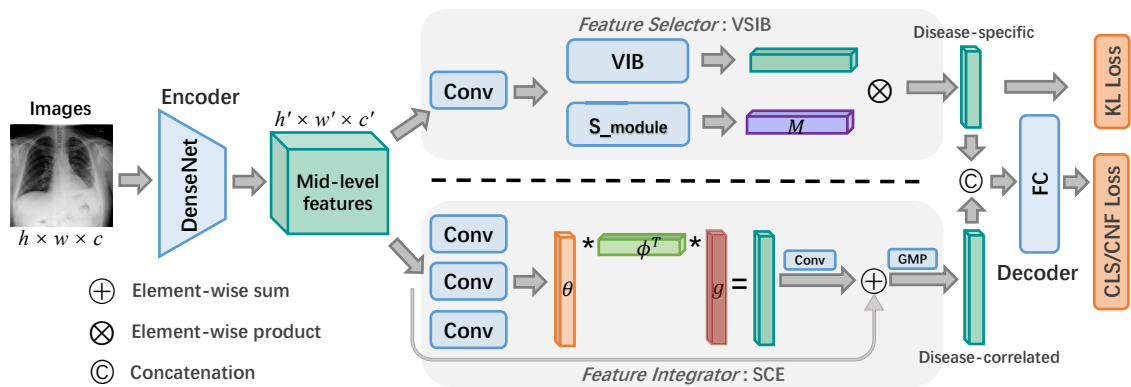 Feature Selector : VSIB
Disease-specific
VIB
Conv
S_module
M
KL Loss
Images
Encoder
h′ × w′ × c′
DenseNet
Mid-level
features
h × w × c
C
FC
CLS/CNF Loss
Decoder
Conv
Conv
Conv
θ
*
ϕᵀ
*
g
=
Conv
GMP
Element-wise sum
Element-wise product
C Concatenation
Disease-correlated
Feature Integrator : SCE